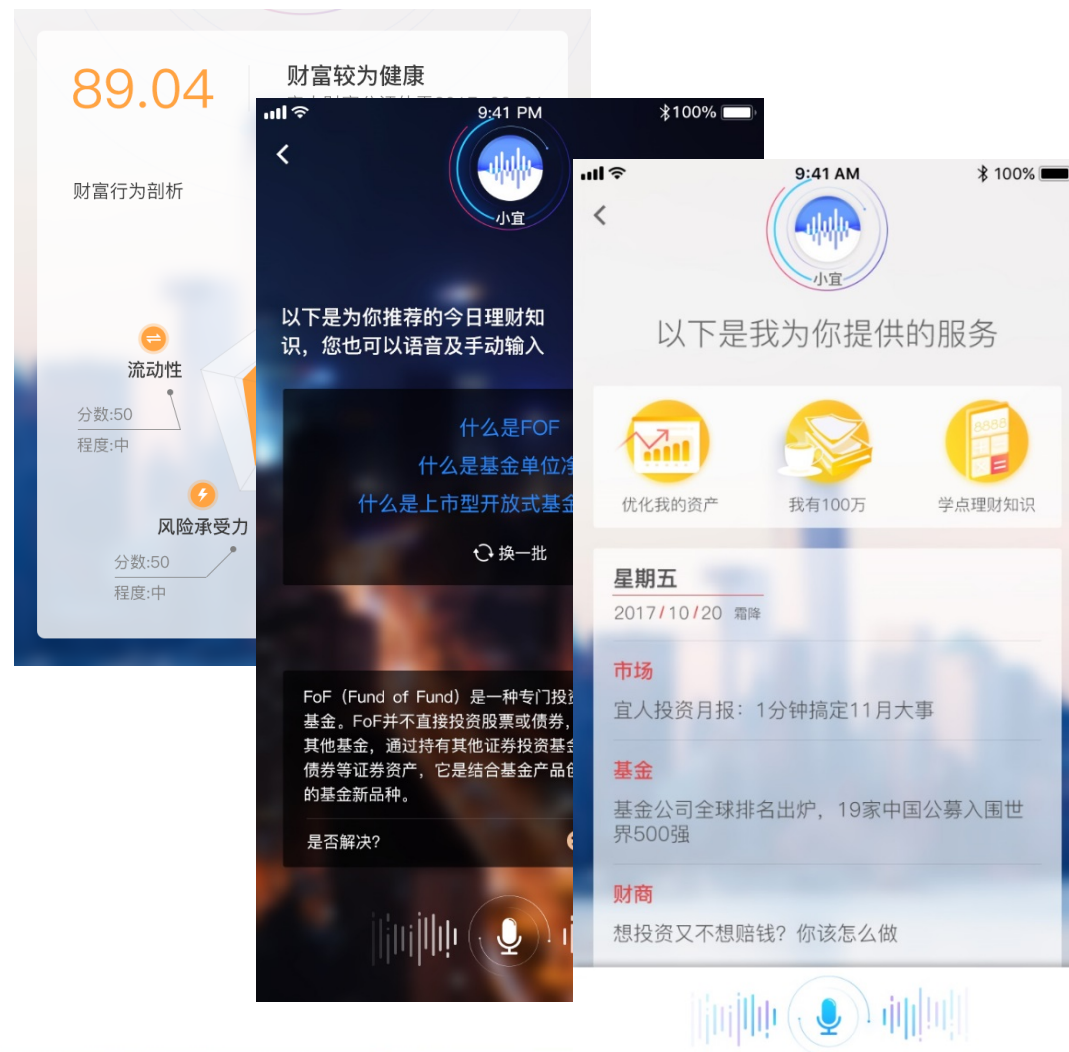 89.04
财富较为健康
财富行为剖析
流动性
分数:50
程度:中
风险承受力
分数:50
程度:中
9:41 PM
100%
小宜
以下是为你推荐的今日理财知
识，您也可以语音及手动输入
什么是FOF
什么是基金单位
什么是上市型开放式基金
换一批
FoF（Fund of Fund）是一种专门投资
基金。FoF并不直接投资股票或债券，
其他基金，通过持有其他证券投资基金
债券等证券资产，它是结合基金产品
的基金新品种。
是否解决?
9:41 AM
100%
小宜
以下是我为你提供的服务
8888
优化我的资产
我有100万
学点理财知识
星期五
2017/10/20 霜降
市场
宜人投资月报：1分钟搞定11月大事
基金
基金公司全球排名出炉，19家中国公募入围世
界500强
财商
想投资又不想赔钱？你该怎么做